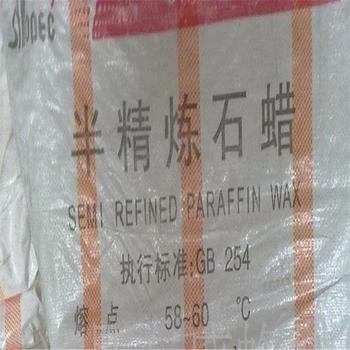 SINOPEC
半精炼石蜡
SEMI REFINED PARAFFIN WAX
执行标准:GB 254
熔点 58~60 ℃